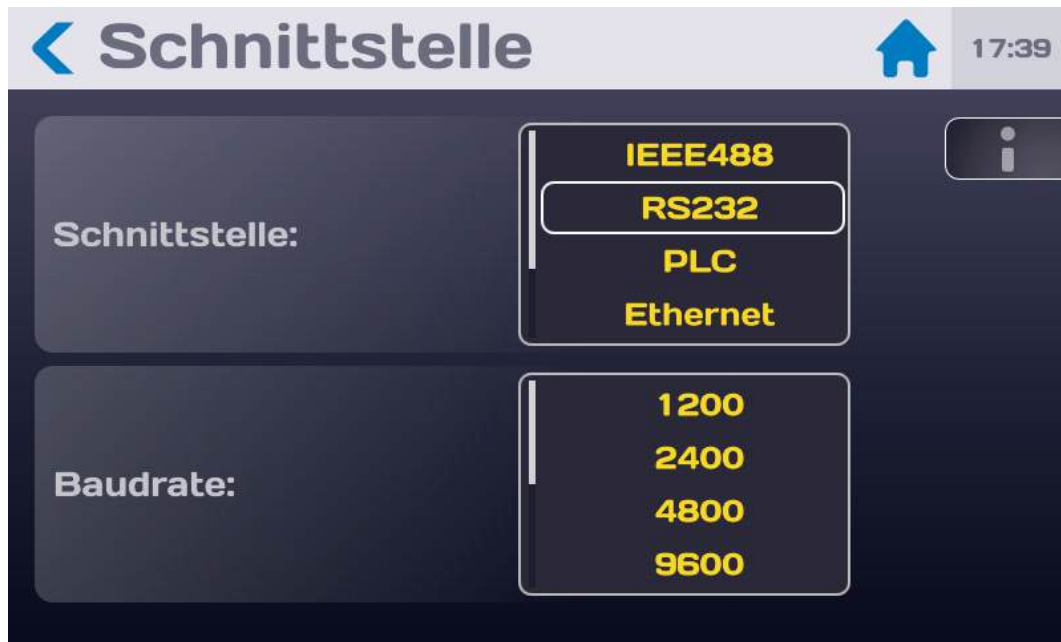 Schnittstelle
17:39
Schnittstelle:
IEEE488
RS232
PLC
Ethernet
Baudrate:
1200
2400
4800
9600